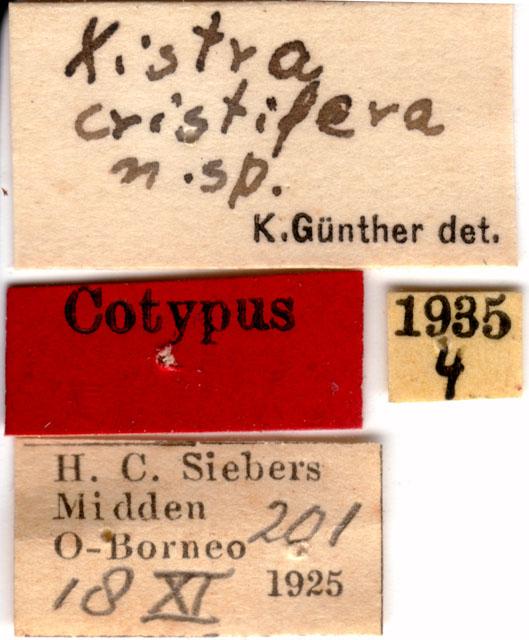 Xistra
cristifera
n.sp.
K.Günther det.
Cotypus
1935
4
H. C. Siebers
Midden
O-Borneo 201
18 XI 1925